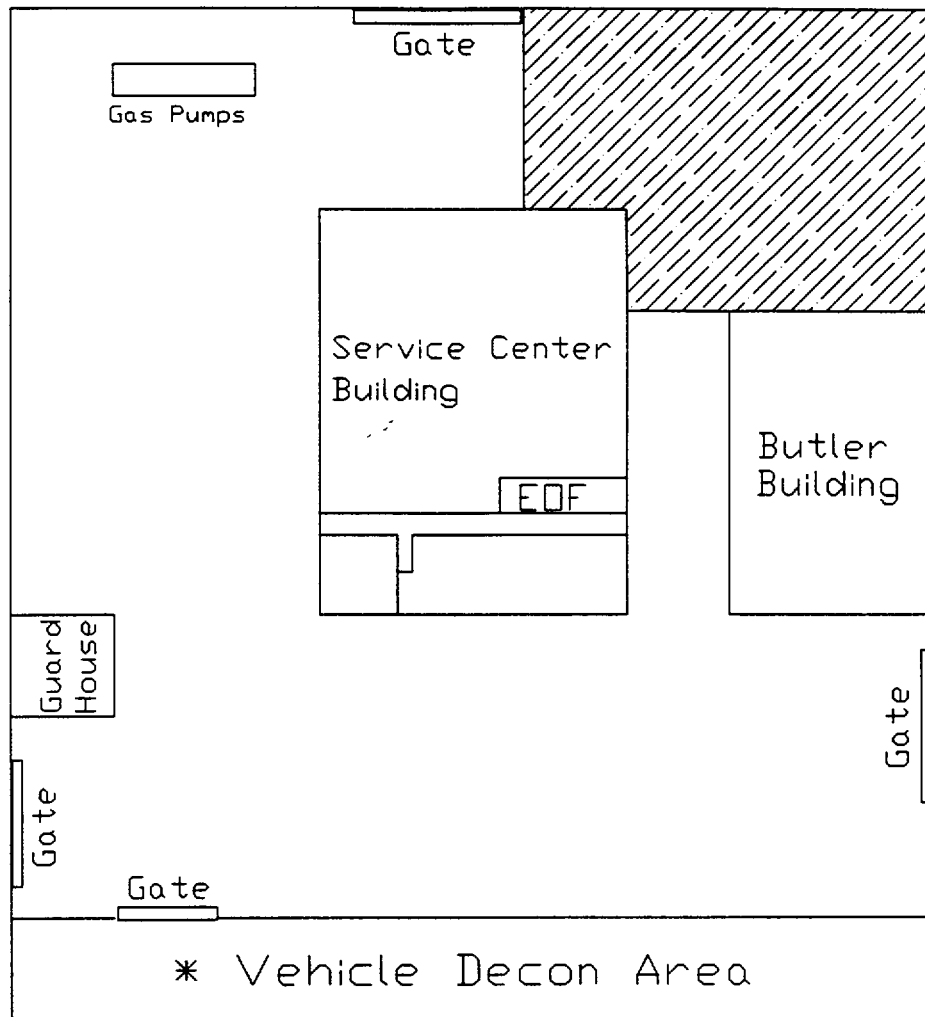 Gate
Gas Pumps
Service Center
Building
EOF
Butler
Building
Guard
House
Gate
Gate
Gate
* Vehicle Decon Area